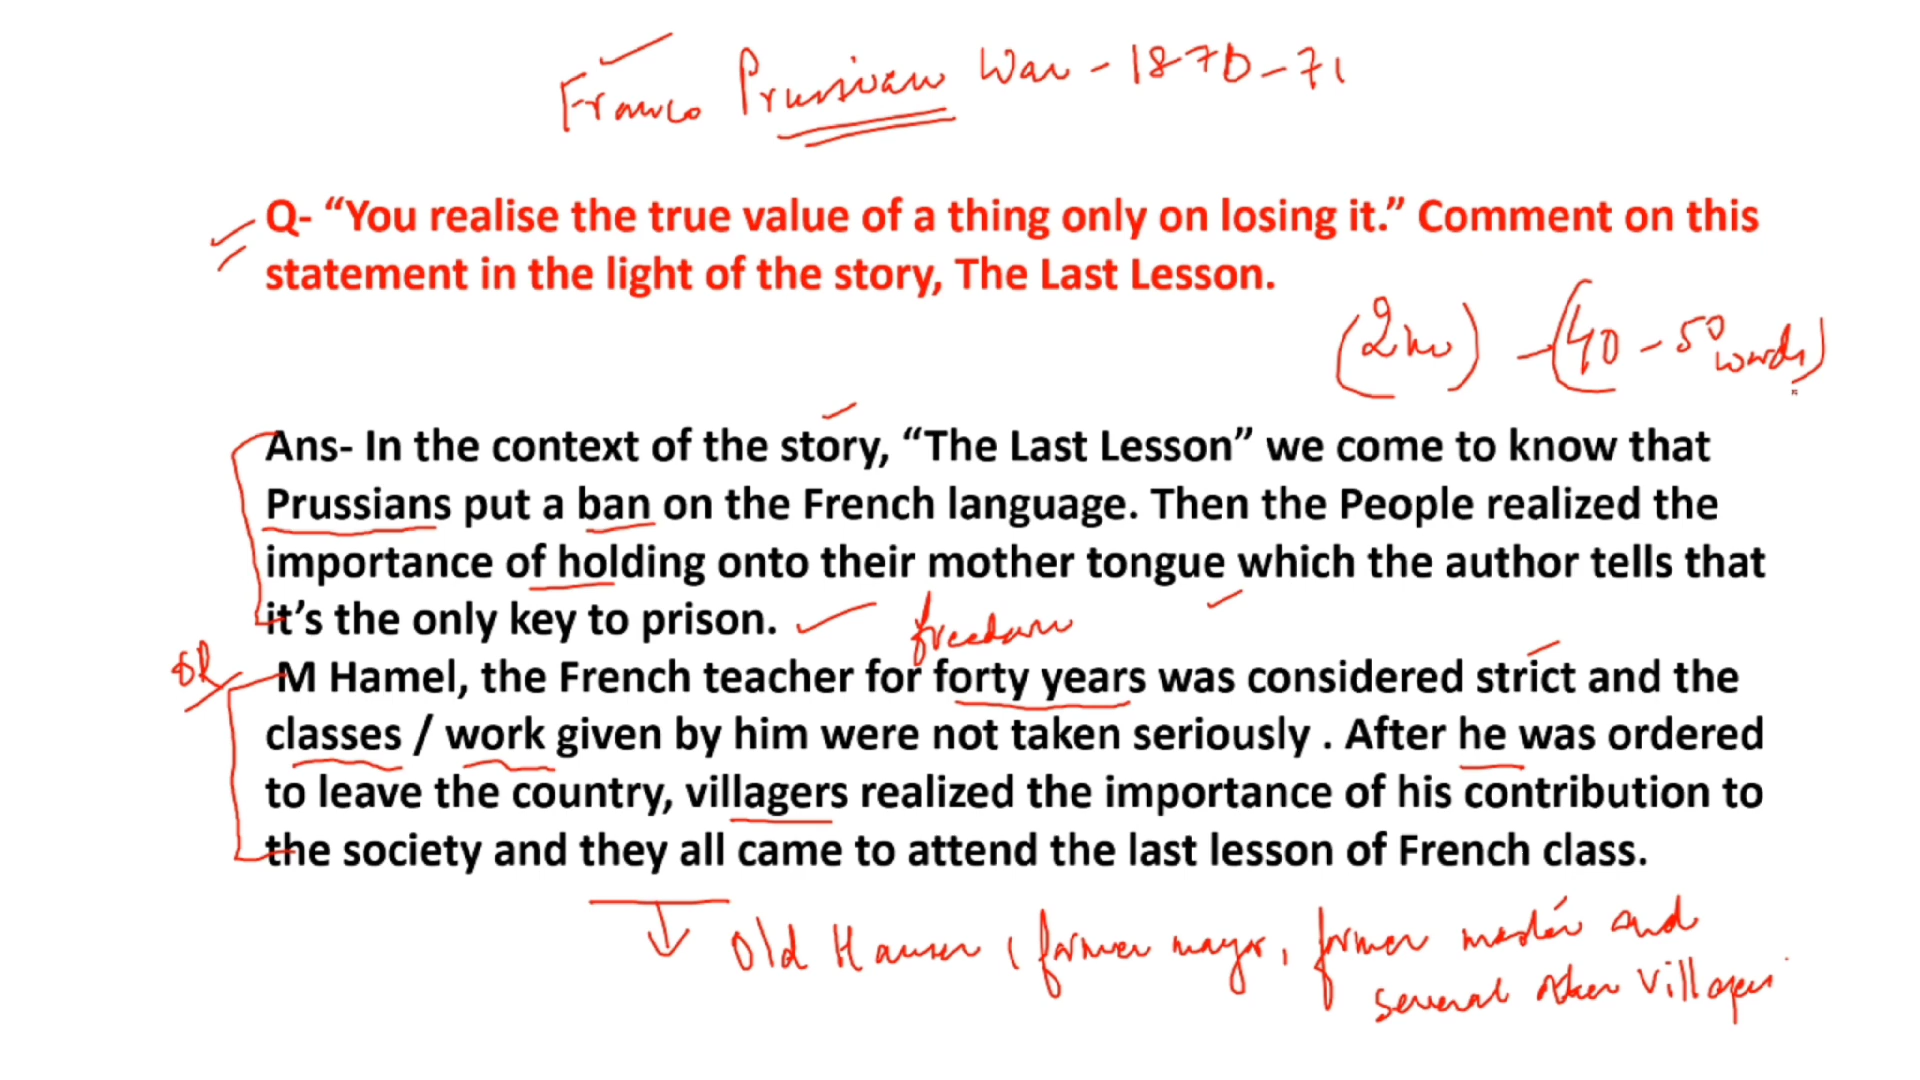 Franco Prussian War - 1870-71
Q- “You realise the true value of a thing only on losing it.” Comment on this
statement in the light of the story, The Last Lesson.
(2m) - (40 - 50 words)
Ans- In the context of the story, “The Last Lesson” we come to know that
Prussians put a ban on the French language. Then the People realized the
importance of holding onto their mother tongue which the author tells that
it’s the only key to prison.
freedom
OR
M Hamel, the French teacher for forty years was considered strict and the
classes / work given by him were not taken seriously . After he was ordered
to leave the country, villagers realized the importance of his contribution to
the society and they all came to attend the last lesson of French class.
Old Hauser, former mayor, former master and
several other villagers